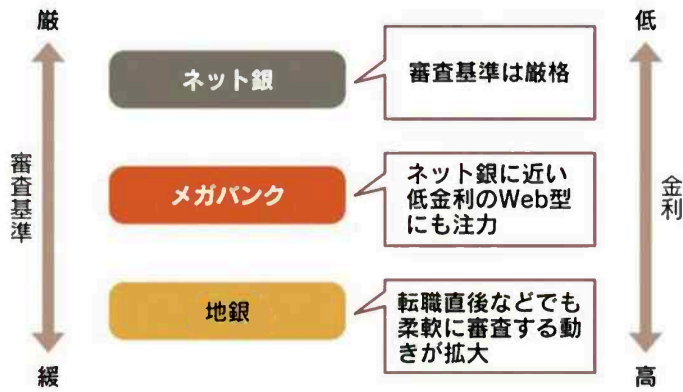 厳
低
ネット銀
審査基準は厳格
審査基準
メガバンク
ネット銀に近い
低金利のWeb型
にも注力
金利
地銀
転職直後などでも
柔軟に審査する動
きが拡大
緩
高